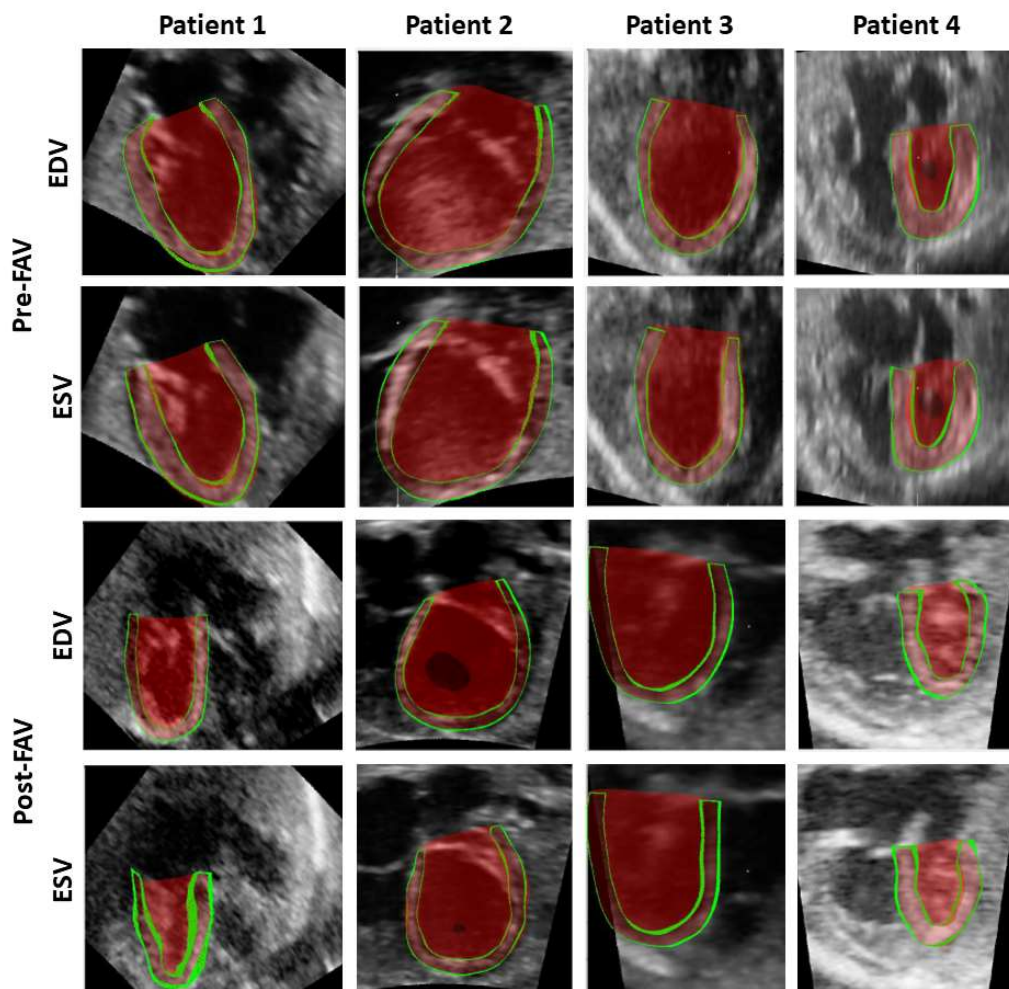 Patient 1 Patient 2 Patient 3 Patient 4
Pre-FAV
EDV
ESV
Post-FAV
EDV
ESV